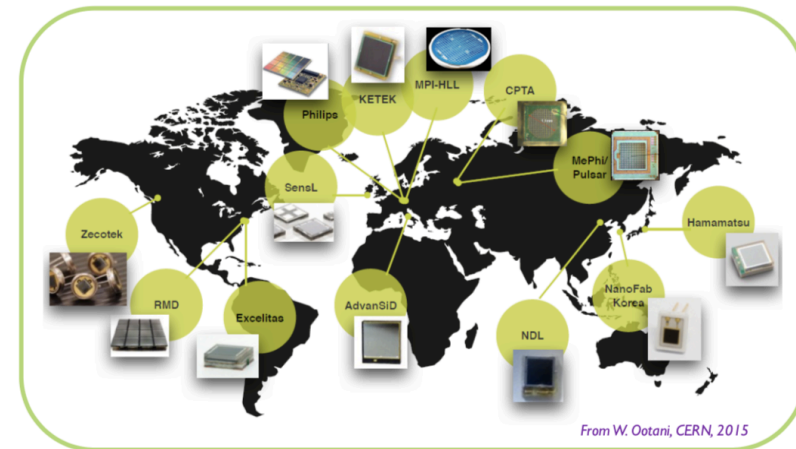 MPI-HLL
CPTA
KETEK
Philips
MePhi/
Pulsar
SensL
Hamamatsu
Zecotek
NanoFab
Korea
RMD
Excelitas
AdvanSiD
NDL
From W. Ootani, CERN, 2015